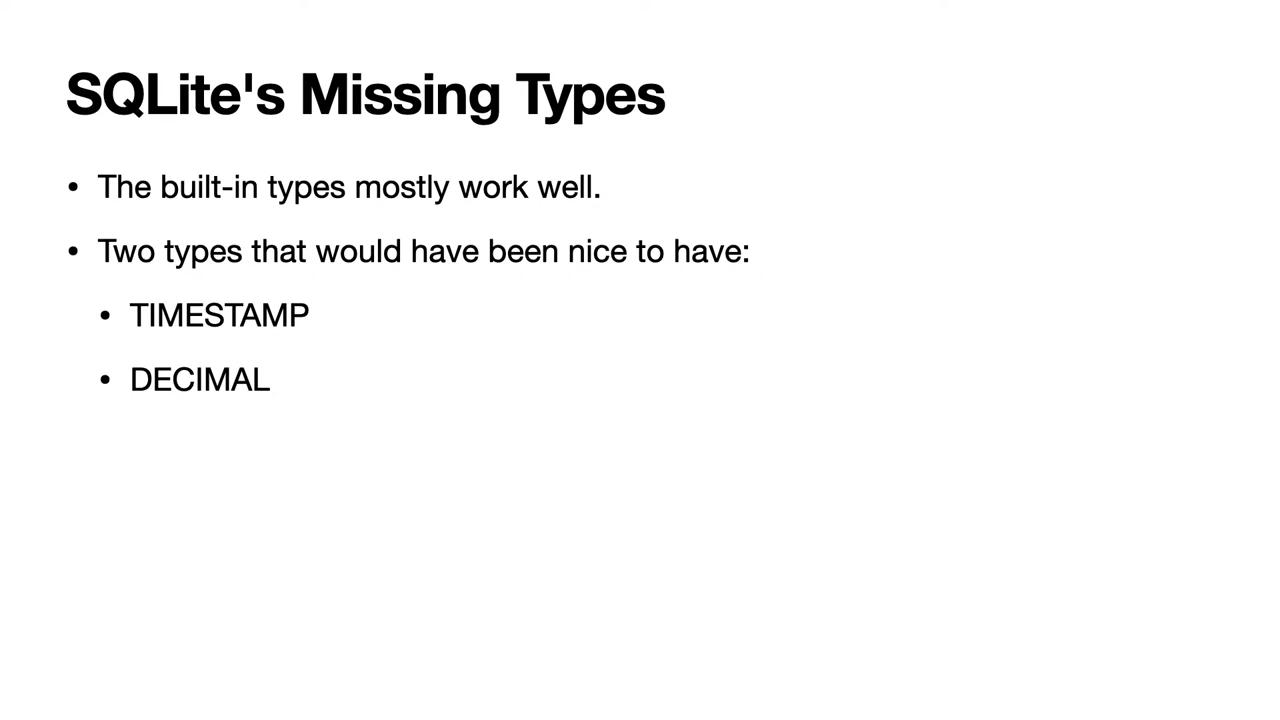 SQLite's Missing Types
• The built-in types mostly work well.
• Two types that would have been nice to have:
• TIMESTAMP
• DECIMAL